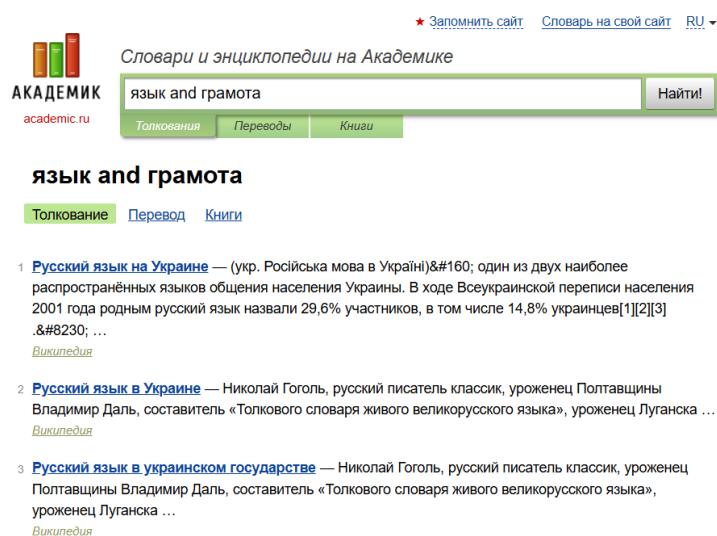 ★ Запомнить сайт Словарь на свой сайт RU
Словари и энциклопедии на Академике
АКАДЕМИК
academic.ru
язык and грамота Найти!
Толкования Переводы Книги
язык and грамота
Толкование Перевод Книги
1 Русский язык на Украине — (укр. Російська мова в Україні)&#160; один из двух наиболее
распространённых языков общения населения Украины. В ходе Всеукраинской переписи населения
2001 года родным русский язык назвали 29,6% участников, в том числе 14,8% украинцев[1][2][3]
.&#8230; …
Википедия
2 Русский язык в Украине — Николай Гоголь, русский писатель классик, уроженец Полтавщины
Владимир Даль, составитель «Толкового словаря живого великорусского языка», уроженец Луганска …
Википедия
3 Русский язык в украинском государстве — Николай Гоголь, русский писатель классик, уроженец
Полтавщины Владимир Даль, составитель «Толкового словаря живого великорусского языка»,
уроженец Луганска …
Википедия